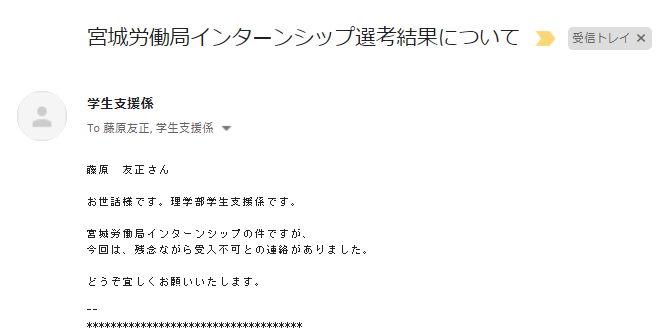 宮城労働局インターンシップ選考結果について
受信トレイ ×
学生支援係
To 藤原友正, 学生支援係
藤原　友正さん
お世話様です。理学部学生支援係です。
宮城労働局インターンシップの件ですが、
今回は、残念ながら受入不可との連絡がありました。
どうぞ宜しくお願いいたします。
--
************************************